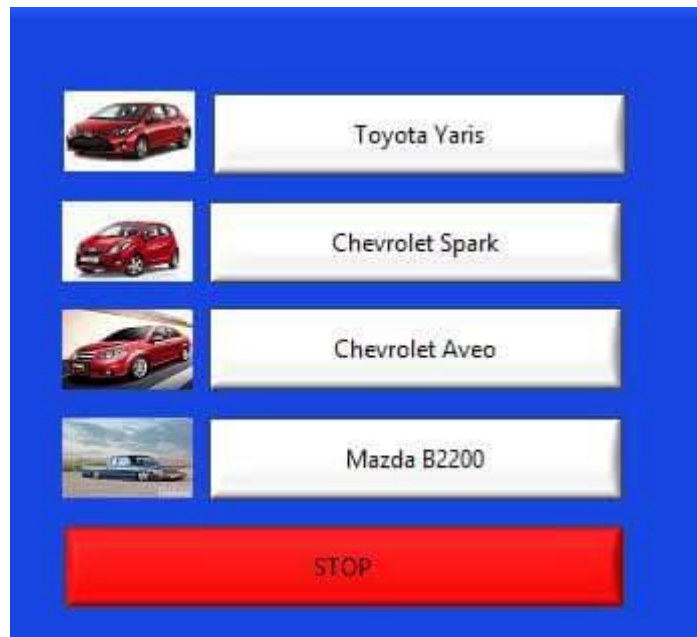 Toyota Yaris
Chevrolet Spark
Chevrolet Aveo
Mazda B2200
STOP